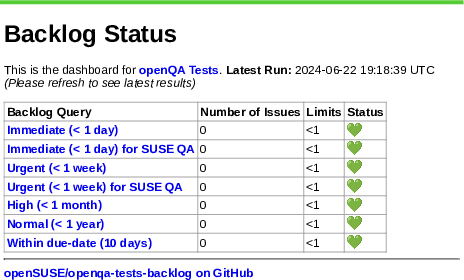 Backlog Status
This is the dashboard for openQA Tests. Latest Run: 2024-06-22 19:18:39 UTC
(Please refresh to see latest results)
Backlog Query Number of Issues Limits Status
Immediate (< 1 day) 0 <1 💚
Immediate (< 1 day) for SUSE QA 0 <1 💚
Urgent (< 1 week) 0 <1 💚
Urgent (< 1 week) for SUSE QA 0 <1 💚
High (< 1 month) 0 <1 💚
Normal (< 1 year) 0 <1 💚
Within due-date (10 days) 0 <1 💚
openSUSE/openqa-tests-backlog on GitHub